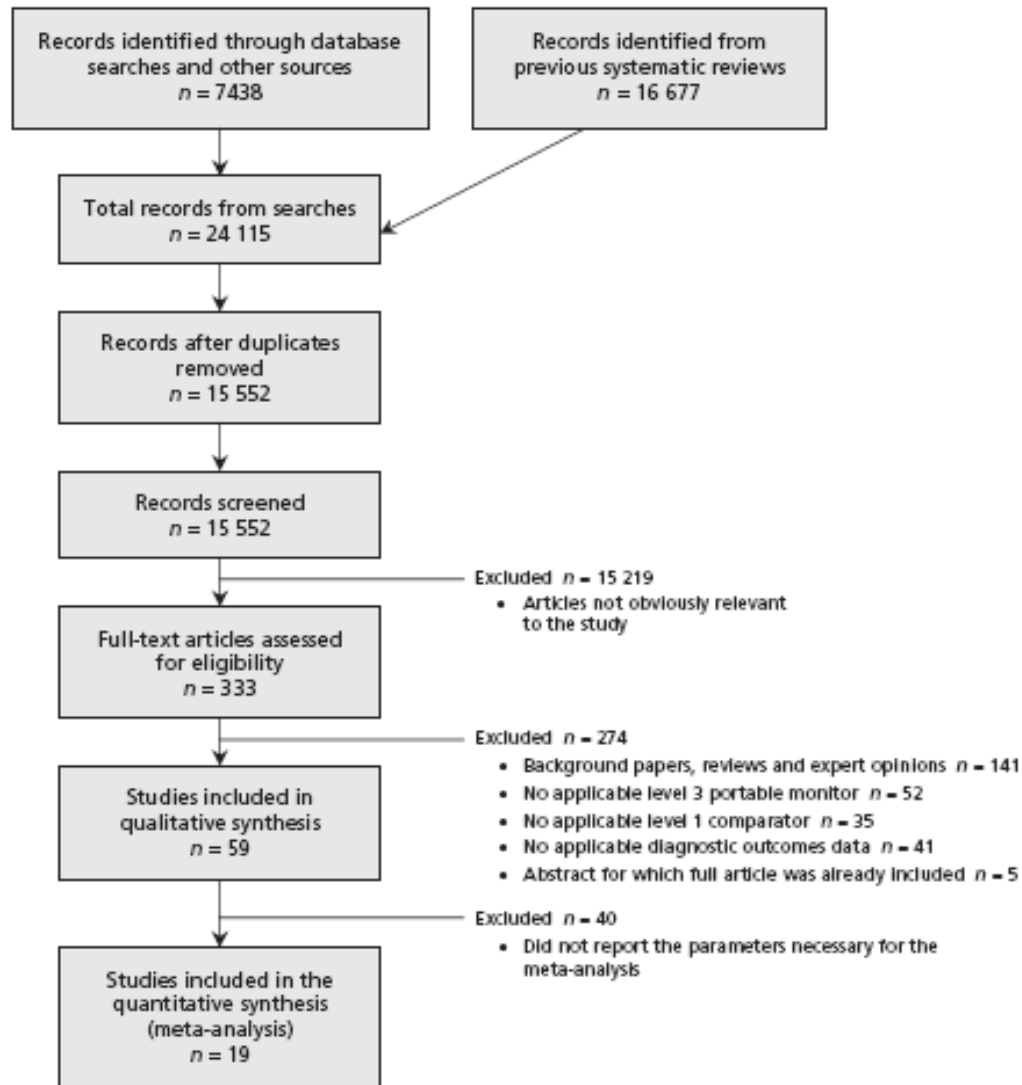 Records identified through database
searches and other sources
n = 7438
Records identified from
previous systematic reviews
n = 16 677
Total records from searches
n = 24 115
Records after duplicates
removed
n = 15 552
Records screened
n = 15 552
Excluded n = 15 219
• Articles not obviously relevant
to the study
Full-text articles assessed
for eligibility
n = 333
Excluded n = 274
• Background papers, reviews and expert opinions n = 141
• No applicable level 3 portable monitor n = 52
• No applicable level 1 comparator n = 35
• No applicable diagnostic outcomes data n = 41
• Abstract for which full article was already included n = 5
Studies included in
qualitative synthesis
n = 59
Excluded n = 40
• Did not report the parameters necessary for the
meta-analysis
Studies included in the
quantitative synthesis
(meta-analysis)
n = 19